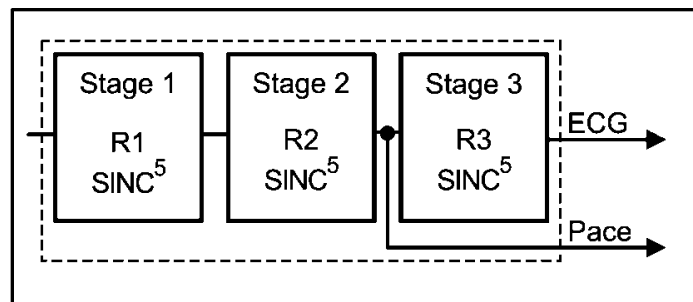 Stage 1
R1
SINC⁵
Stage 2
R2
SINC⁵
Stage 3
R3
SINC⁵
ECG
Pace